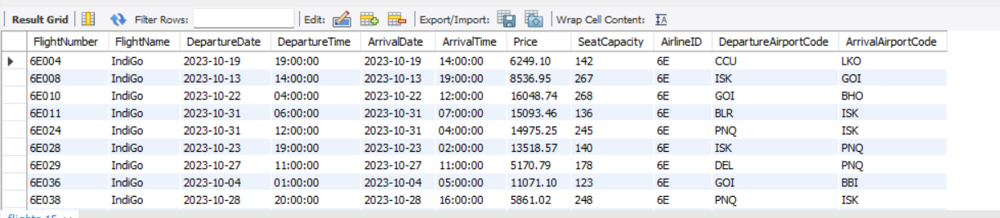 Result Grid Filter Rows: Edit: Export/Import: Wrap Cell Content: IA
FlightNumber FlightName DepartureDate DepartureTime ArrivalDate ArrivalTime Price SeatCapacity AirlineID DepartureAirportCode ArrivalAirportCode
6E004 IndiGo 2023-10-19 19:00:00 2023-10-19 14:00:00 6249.10 142 6E CCU LKO
6E008 IndiGo 2023-10-13 14:00:00 2023-10-13 19:00:00 8536.95 267 6E ISK GOI
6E010 IndiGo 2023-10-22 04:00:00 2023-10-22 12:00:00 16048.74 268 6E GOI BHO
6E011 IndiGo 2023-10-31 06:00:00 2023-10-31 07:00:00 15093.46 136 6E BLR ISK
6E024 IndiGo 2023-10-31 12:00:00 2023-10-31 04:00:00 14975.25 245 6E PNQ ISK
6E028 IndiGo 2023-10-23 19:00:00 2023-10-23 02:00:00 13518.57 140 6E ISK PNQ
6E029 IndiGo 2023-10-27 11:00:00 2023-10-27 11:00:00 5170.79 178 6E DEL PNQ
6E036 IndiGo 2023-10-04 01:00:00 2023-10-04 05:00:00 11071.10 123 6E GOI BBI
6E038 IndiGo 2023-10-28 20:00:00 2023-10-28 16:00:00 5861.02 248 6E PNQ ISK